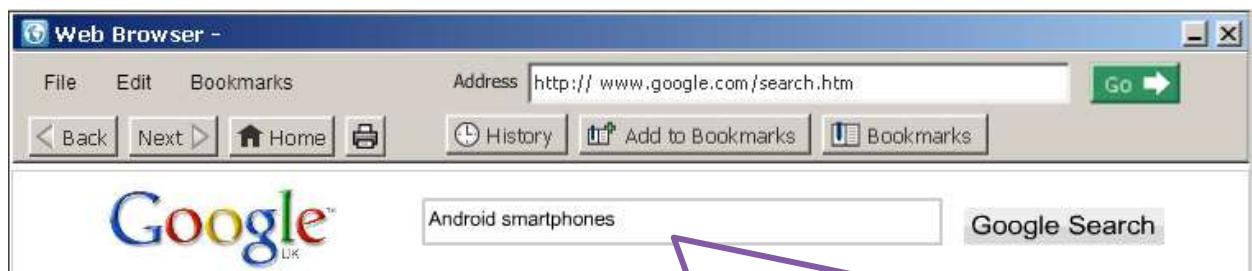 Web Browser -
File Edit Bookmarks Address http:// www.google.com/search.htm Go
Back Next Home History Add to Bookmarks Bookmarks
Google™ Android smartphones Google Search
UK